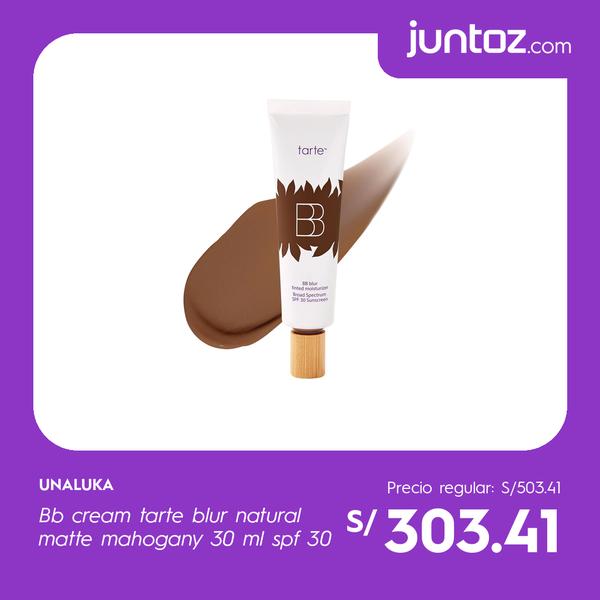 juntoz.com
tarte™
BB
BB blur
tinted moisturizer
Broad Spectrum
SPF 30 Sunscreen
UNALUKA
Bb cream tarte blur natural
matte mahogany 30 ml spf 30
Precio regular: S/503.41
S/303.41